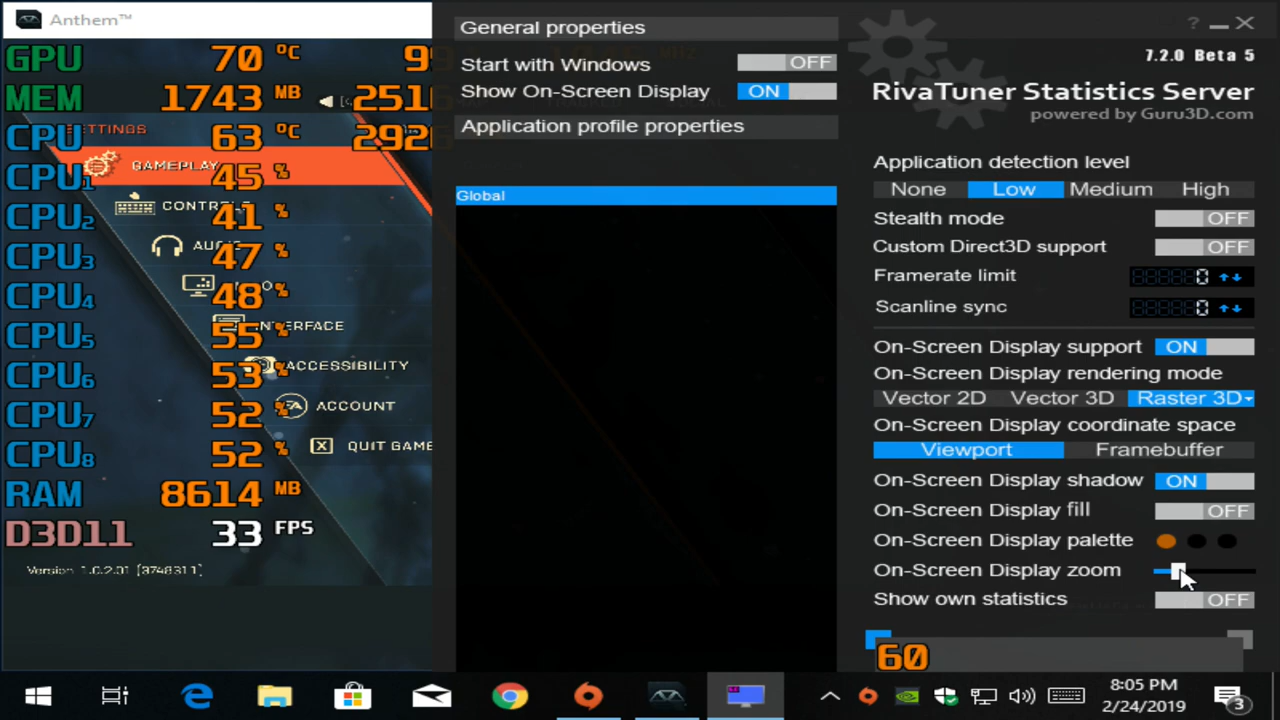 Anthem™
GPU 70 °C 99
MEM 1743 MB 251
CPU 63 °C 292
CPU1 45 %
CPU2 41 %
CPU3 47 %
CPU4 48 %
CPU5 55 %
CPU6 53 %
CPU7 52 %
CPU8 52 %
RAM 8614 MB
D3D11 33 FPS
SETTINGS
GAMEPLAY
CONTROLS
AUDIO
INTERFACE
ACCESSIBILITY
ACCOUNT
QUIT GAME
Version 1.0.2.01 (3748311)
General properties
Start with Windows OFF
Show On-Screen Display ON
Application profile properties
Global
7.2.0 Beta 5
RivaTuner Statistics Server
powered by Guru3D.com
Application detection level
None Low Medium High
Stealth mode OFF
Custom Direct3D support OFF
Framerate limit 0
Scanline sync 0
On-Screen Display support ON
On-Screen Display rendering mode
Vector 2D Vector 3D Raster 3D
On-Screen Display coordinate space
Viewport Framebuffer
On-Screen Display shadow ON
On-Screen Display fill OFF
On-Screen Display palette
On-Screen Display zoom
Show own statistics OFF
60
8:05 PM
2/24/2019
3